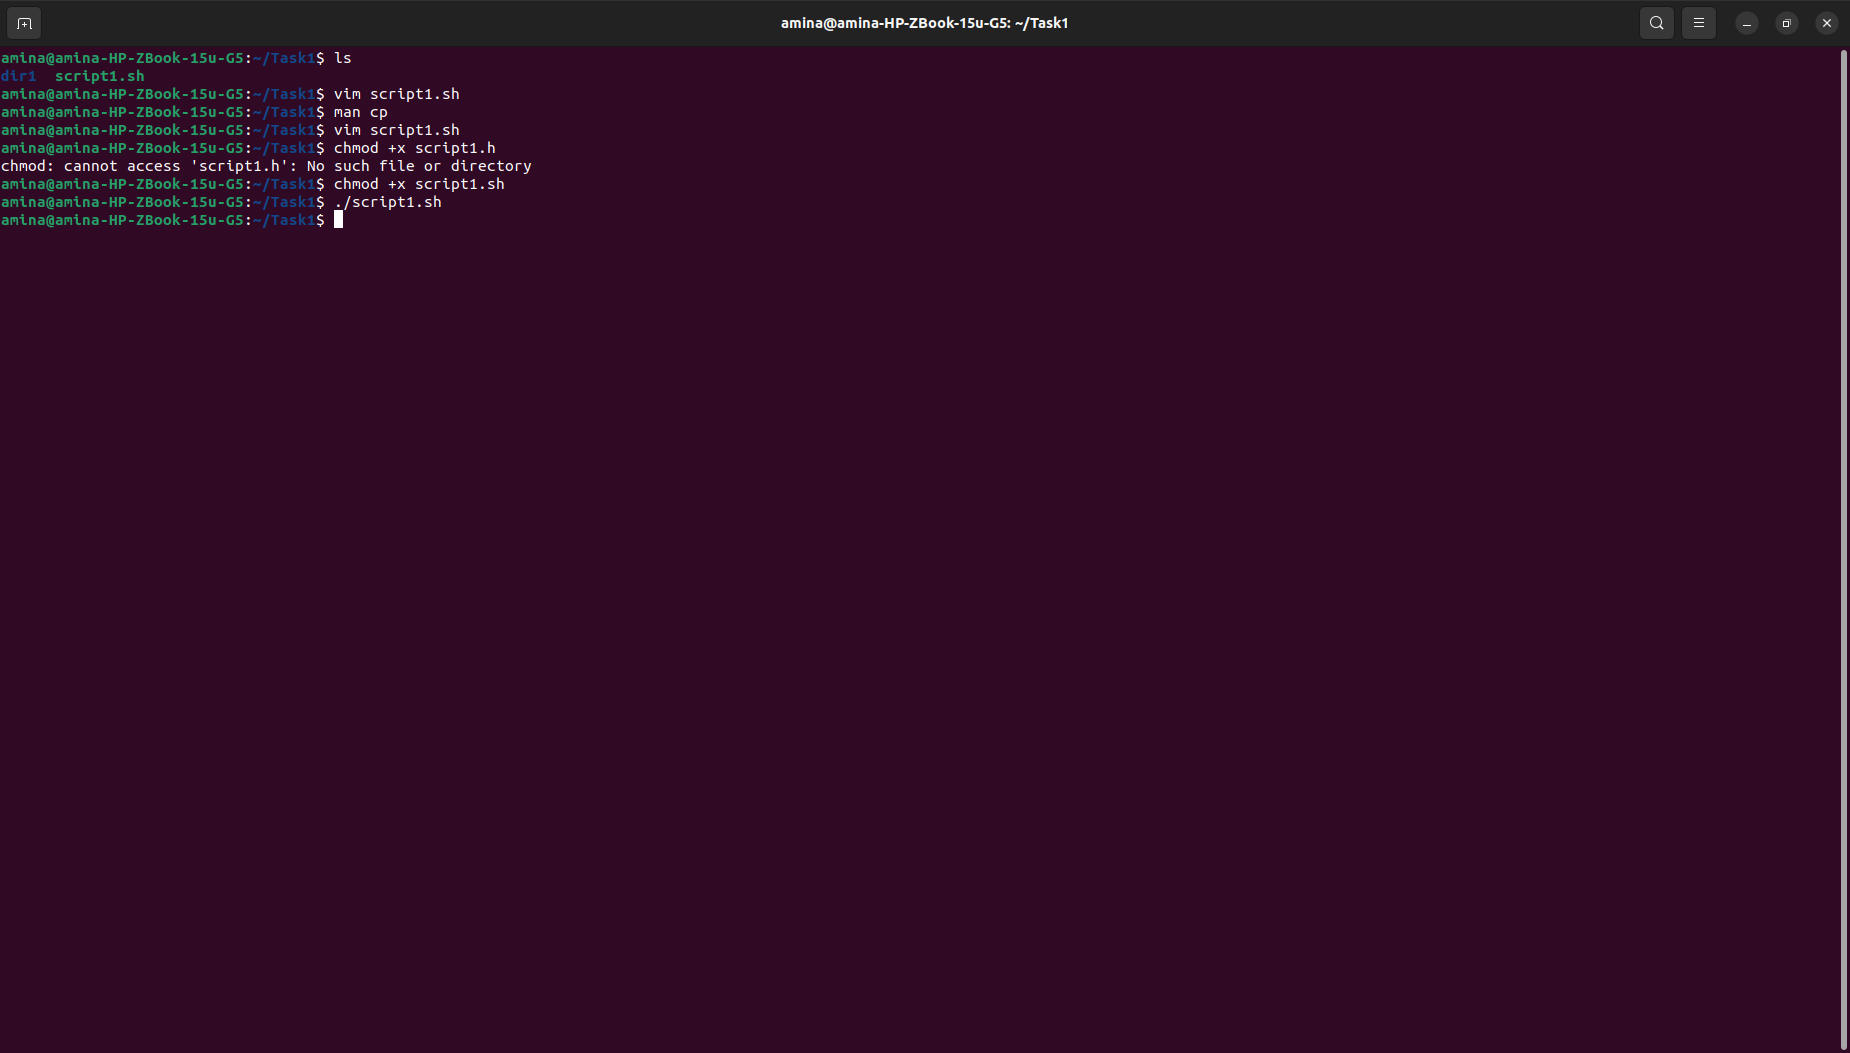 amina@amina-HP-ZBook-15u-G5: ~/Task1
amina@amina-HP-ZBook-15u-G5:~/Task1$ ls
dir1  script1.sh
amina@amina-HP-ZBook-15u-G5:~/Task1$ vim script1.sh
amina@amina-HP-ZBook-15u-G5:~/Task1$ man cp
amina@amina-HP-ZBook-15u-G5:~/Task1$ vim script1.sh
amina@amina-HP-ZBook-15u-G5:~/Task1$ chmod +x script1.h
chmod: cannot access 'script1.h': No such file or directory
amina@amina-HP-ZBook-15u-G5:~/Task1$ chmod +x script1.sh
amina@amina-HP-ZBook-15u-G5:~/Task1$ ./script1.sh
amina@amina-HP-ZBook-15u-G5:~/Task1$